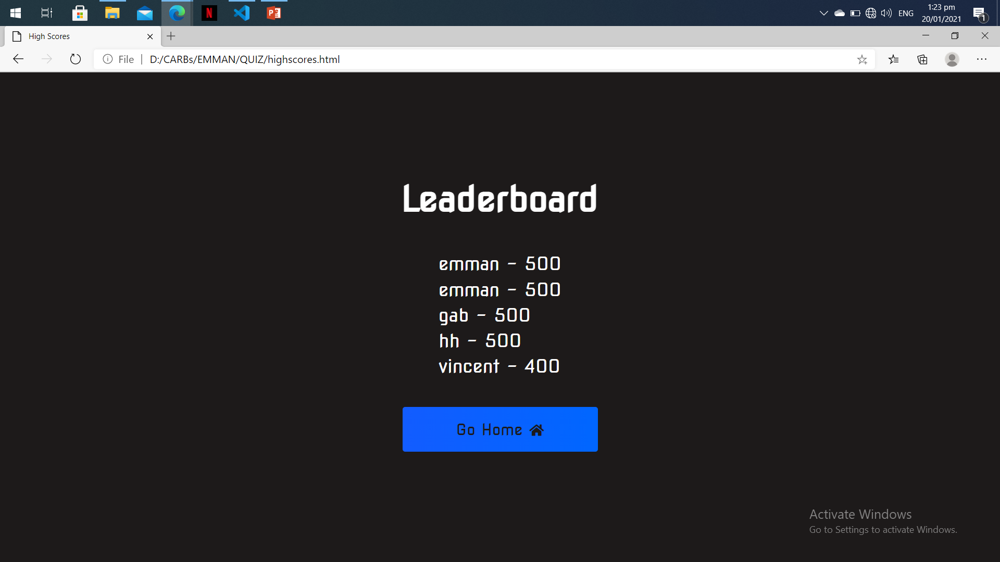 ENG
1:23 pm
20/01/2021
1
High Scores
File | D:/CARBs/EMMAN/QUIZ/highscores.html
Leaderboard
emman - 500
emman - 500
gab - 500
hh - 500
vincent - 400
Go Home
Activate Windows
Go to Settings to activate Windows.